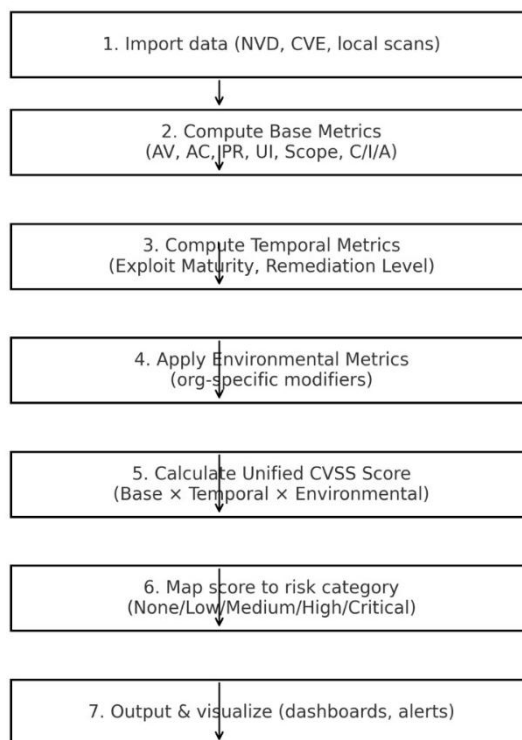 1. Import data (NVD, CVE, local scans)
2. Compute Base Metrics
(AV, AC, PR, UI, Scope, C/I/A)
3. Compute Temporal Metrics
(Exploit Maturity, Remediation Level)
4. Apply Environmental Metrics
(org-specific modifiers)
5. Calculate Unified CVSS Score
(Base × Temporal × Environmental)
6. Map score to risk category
(None/Low/Medium/High/Critical)
7. Output & visualize (dashboards, alerts)